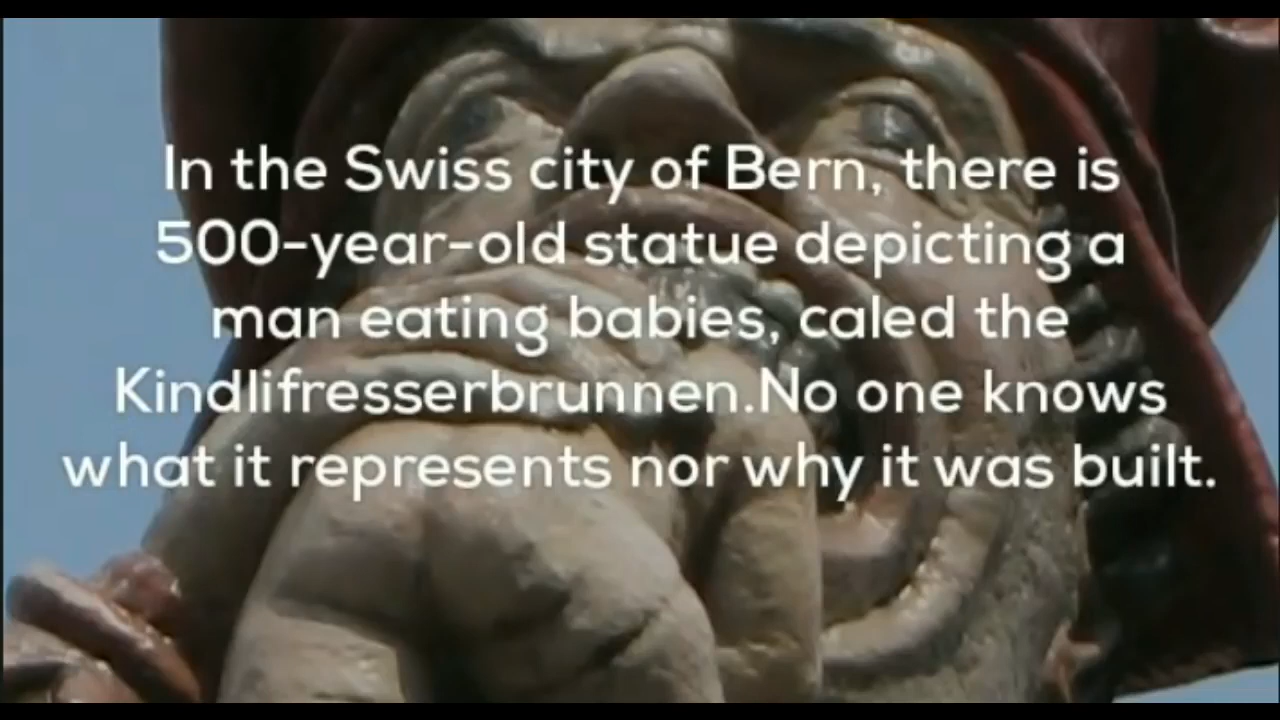 In the Swiss city of Bern, there is
500-year-old statue depicting a
man eating babies, caled the
Kindlifresserbrunnen.No one knows
what it represents nor why it was built.